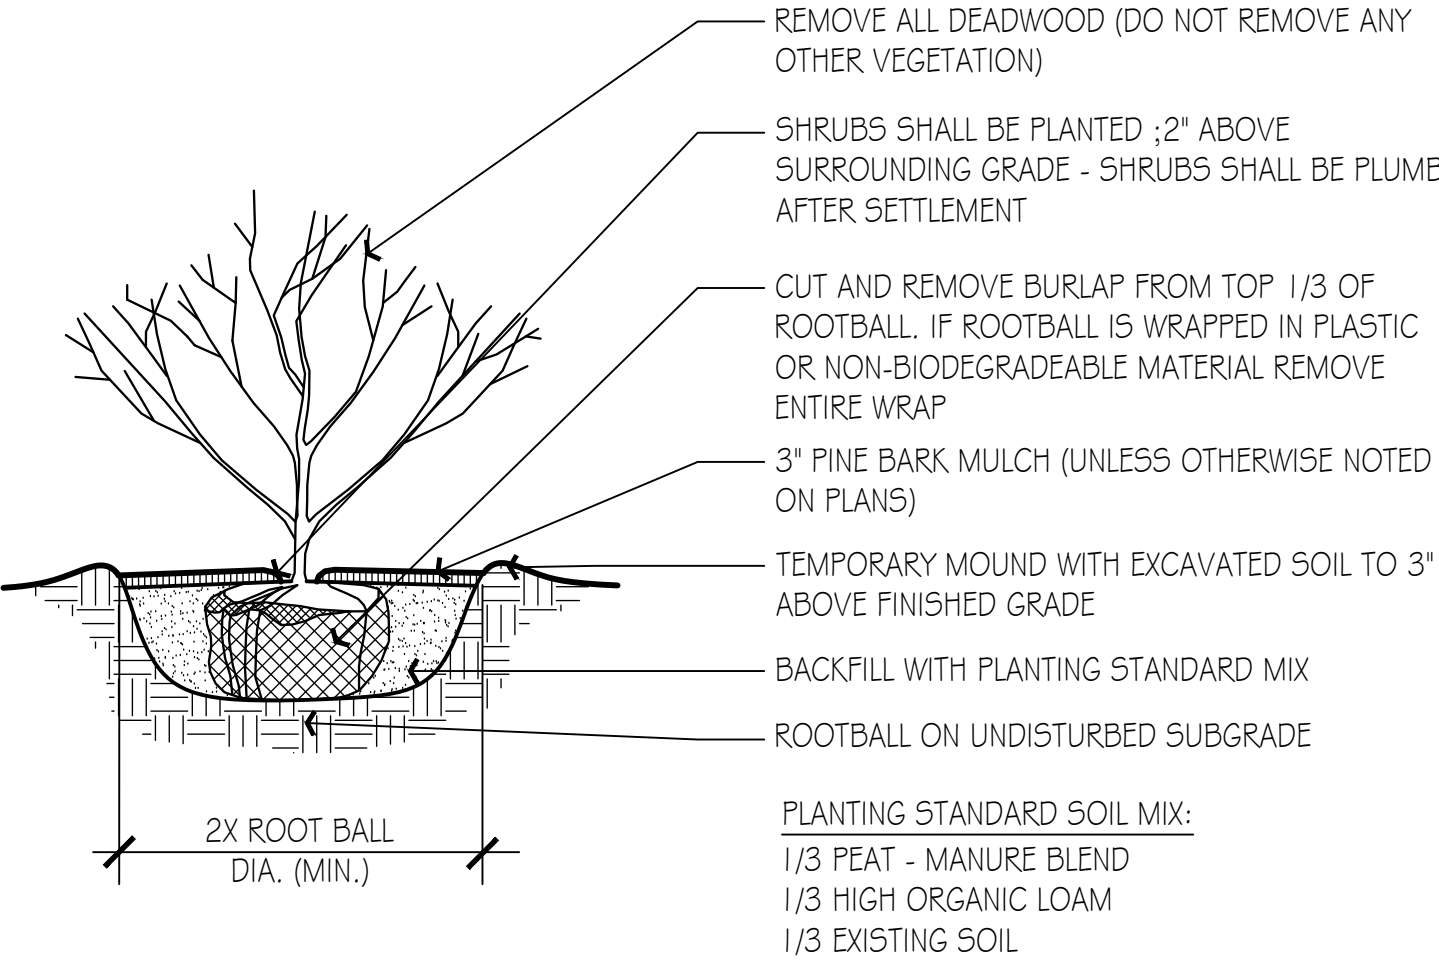 REMOVE ALL DEADWOOD (DO NOT REMOVE ANY
OTHER VEGETATION)
SHRUBS SHALL BE PLANTED ;2" ABOVE
SURROUNDING GRADE - SHRUBS SHALL BE PLUMB
AFTER SETTLEMENT
CUT AND REMOVE BURLAP FROM TOP 1/3 OF
ROOTBALL. IF ROOTBALL IS WRAPPED IN PLASTIC
OR NON-BIODEGRADEABLE MATERIAL REMOVE
ENTIRE WRAP
3" PINE BARK MULCH (UNLESS OTHERWISE NOTED
ON PLANS)
TEMPORARY MOUND WITH EXCAVATED SOIL TO 3"
ABOVE FINISHED GRADE
BACKFILL WITH PLANTING STANDARD MIX
ROOTBALL ON UNDISTURBED SUBGRADE
2X ROOT BALL
DIA. (MIN.)
PLANTING STANDARD SOIL MIX:
1/3 PEAT - MANURE BLEND
1/3 HIGH ORGANIC LOAM
1/3 EXISTING SOIL